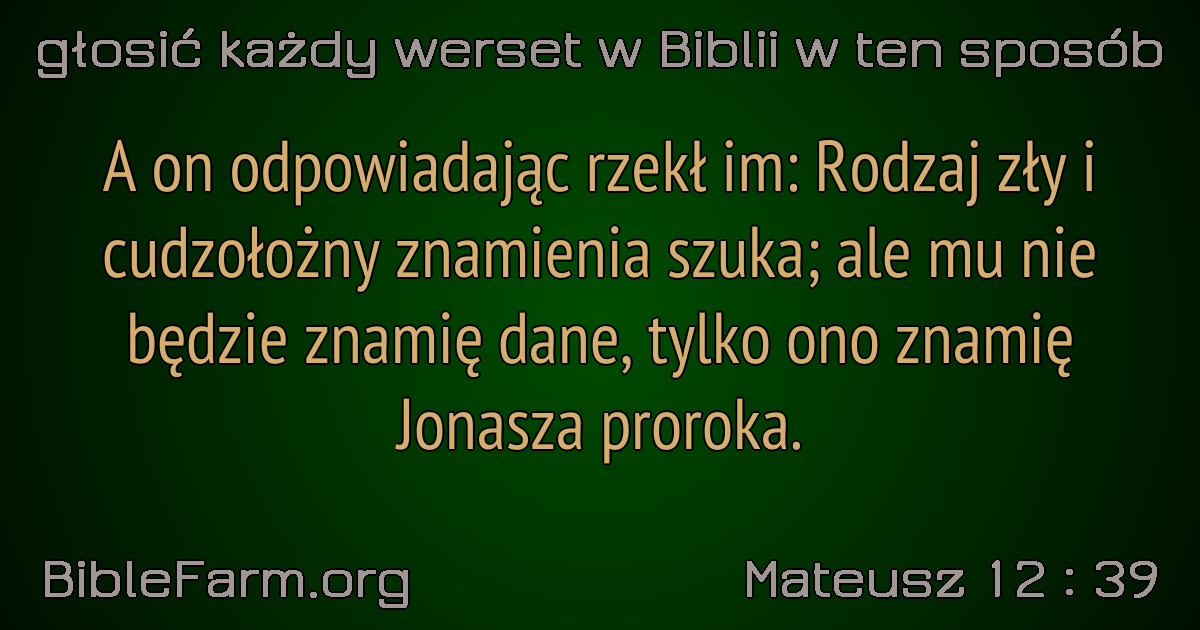 głosić każdy werset w Biblii w ten sposób
A on odpowiadając rzekł im: Rodzaj zły i
cudzołożny znamienia szuka; ale mu nie
będzie znamię dane, tylko ono znamię
Jonasza proroka.
BibleFarm.org
Mateusz 12 : 39